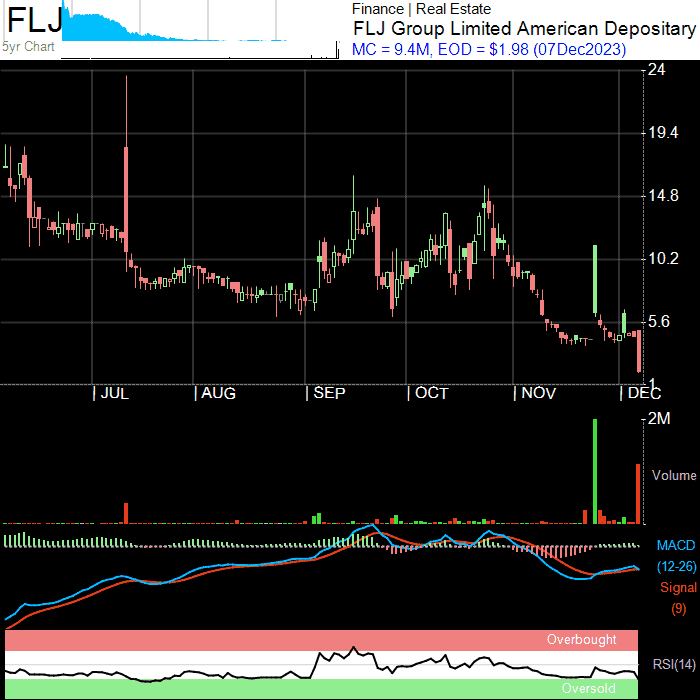 FLJ
5yr Chart
Finance | Real Estate
FLJ Group Limited American Depositary
MC = 9.4M, EOD = $1.98 (07Dec2023)
24
19.4
14.8
10.2
5.6
1
JUL AUG SEP OCT NOV DEC
2M
Volume
MACD
(12-26)
Signal
(9)
Overbought
RSI(14)
Oversold